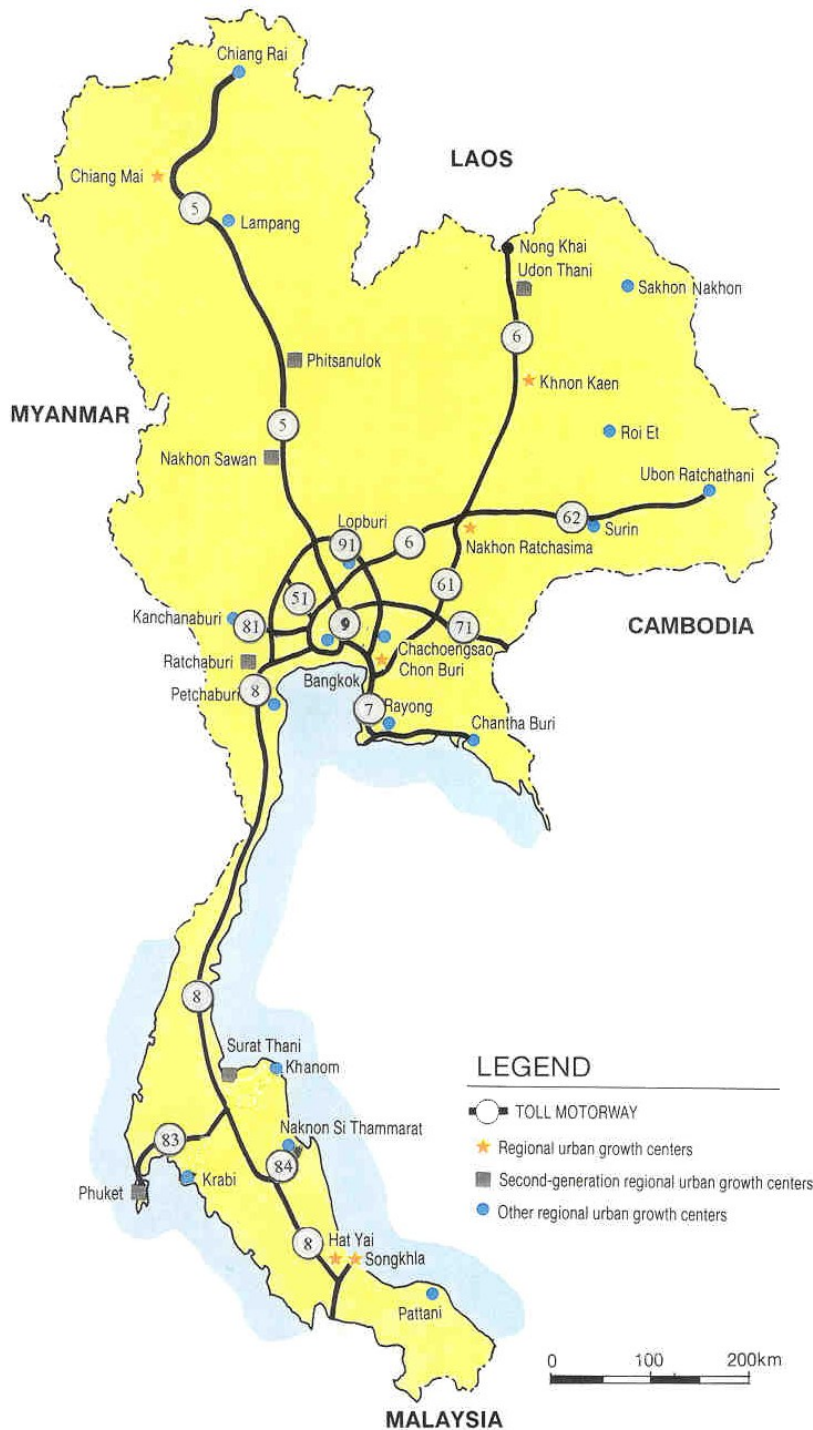 Chiang Rai
LAOS
Chiang Mai
5
Lampang
Nong Khai
Udon Thani
Sakhon Nakhon
6
Phitsanulok
Khnon Kaen
MYANMAR
5
Roi Et
Nakhon Sawan
Ubon Ratchathani
Lopburi
91
6
62
Surin
Nakhon Ratchasima
51
61
Kanchanaburi
81
9
71
CAMBODIA
Chachoengsao
Ratchaburi
Chon Buri
Bangkok
8
Petchaburi
7
Rayong
Chantha Buri
8
Surat Thani
Khanom
LEGEND
TOLL MOTORWAY
83
Naknon Si Thammarat
Regional urban growth centers
84
Krabi
Second-generation regional urban growth centers
Phuket
Other regional urban growth centers
8
Hat Yai
Songkhla
Pattani
0 100 200km
MALAYSIA